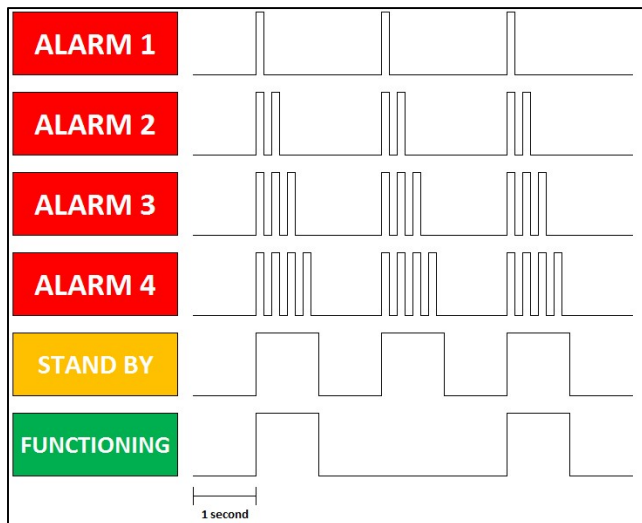 ALARM 1
ALARM 2
ALARM 3
ALARM 4
STAND BY
FUNCTIONING
1 second